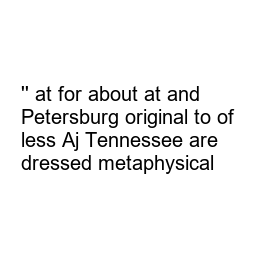 " at for about at and
Petersburg original to of
less Aj Tennessee are
dressed metaphysical